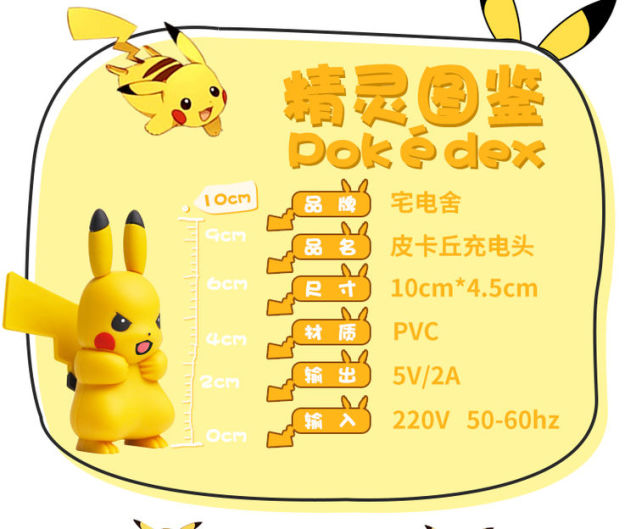 精灵图鉴
Pokédex
10cm
9cm
6cm
4cm
2cm
0cm
品牌 宅电舍
品名 皮卡丘充电头
尺寸 10cm*4.5cm
材质 PVC
输出 5V/2A
输入 220V 50-60hz